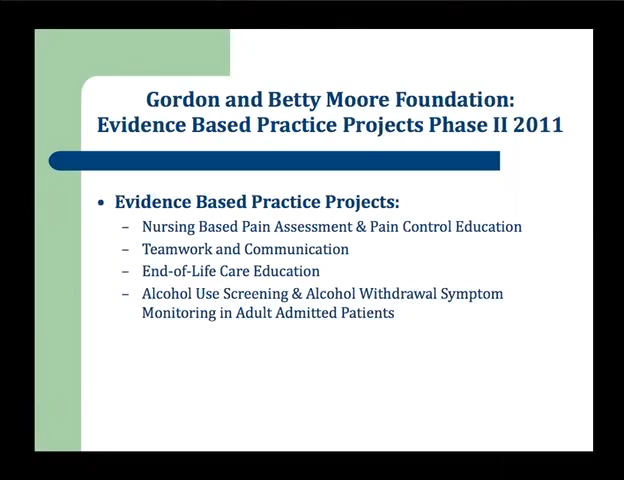 Gordon and Betty Moore Foundation:
Evidence Based Practice Projects Phase II 2011
• Evidence Based Practice Projects:
– Nursing Based Pain Assessment & Pain Control Education
– Teamwork and Communication
– End-of-Life Care Education
– Alcohol Use Screening & Alcohol Withdrawal Symptom
Monitoring in Adult Admitted Patients